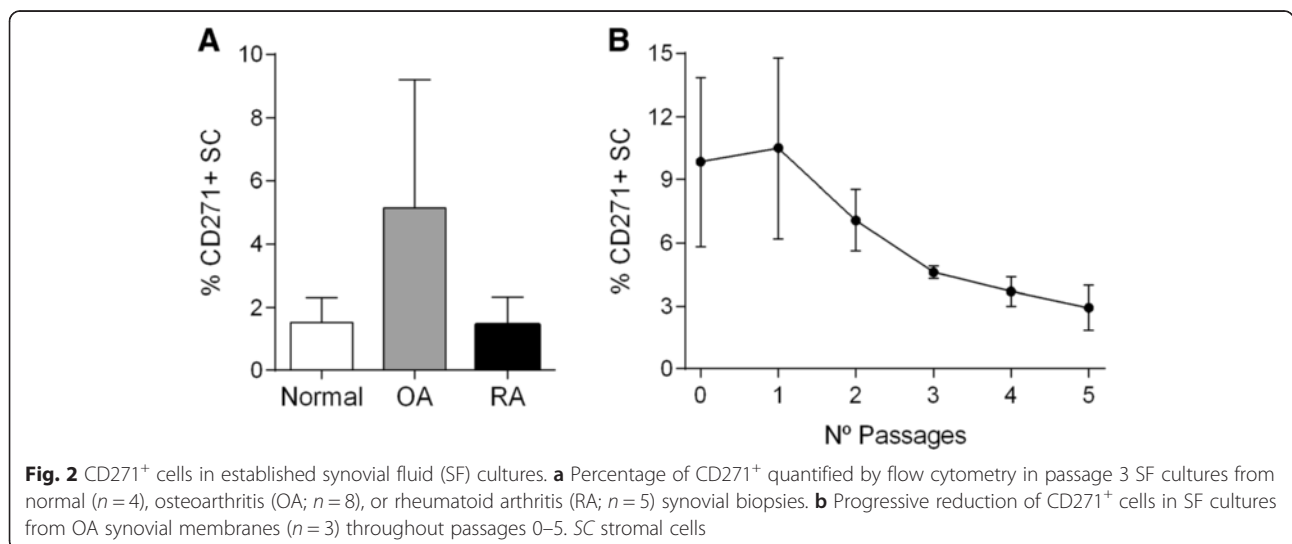 A
B
10
8
6
4
2
0
% CD271+ SC
Normal OA RA
15
12
9
6
3
0
% CD271+ SC
0 1 2 3 4 5
Nº Passages
Fig. 2 CD271⁺ cells in established synovial fluid (SF) cultures. a Percentage of CD271⁺ quantified by flow cytometry in passage 3 SF cultures from
normal (n = 4), osteoarthritis (OA; n = 8), or rheumatoid arthritis (RA; n = 5) synovial biopsies. b Progressive reduction of CD271⁺ cells in SF cultures
from OA synovial membranes (n = 3) throughout passages 0–5. SC stromal cells